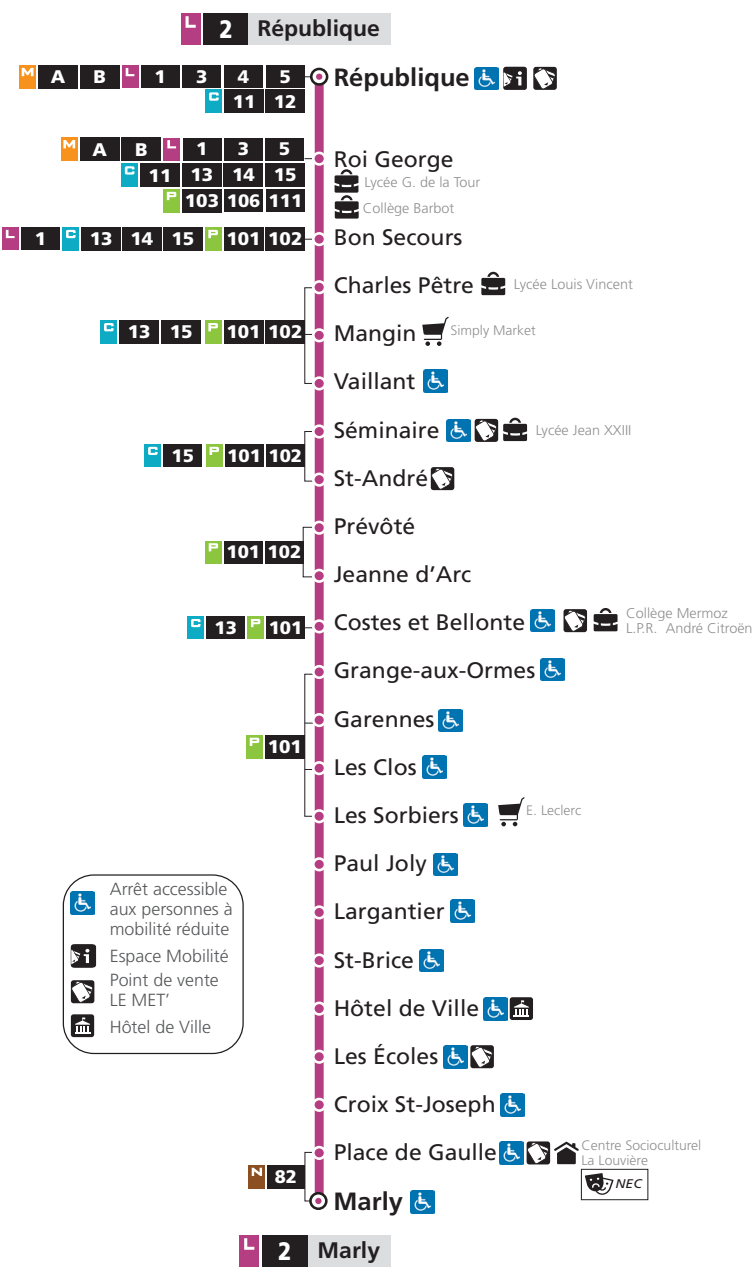 L 2 République
M A B L 1 3 4 5 République
C 11 12
M A B L 1 3 5 Roi George
C 11 13 14 15 Lycée G. de la Tour
P 103 106 111 Collège Barbot
L 1 C 13 14 15 P 101 102 Bon Secours
Charles Pêtre Lycée Louis Vincent
C 13 15 P 101 102 Mangin Simply Market
Vaillant
Séminaire Lycée Jean XXIII
C 15 P 101 102
St-André
Prévôté
P 101 102
Jeanne d'Arc
C 13 P 101 Costes et Bellonte Collège Mermoz
L.P.R. André Citroën
Grange-aux-Ormes
Garennes
P 101
Les Clos
Les Sorbiers E. Leclerc
Paul Joly
Largantier
St-Brice
Hôtel de Ville
Les Écoles
Croix St-Joseph
Place de Gaulle Centre Socioculturel
La Louvière
N 82
NEC
Marly
L 2 Marly
Arrêt accessible
aux personnes à
mobilité réduite
i Espace Mobilité
Point de vente
LE MET'
Hôtel de Ville